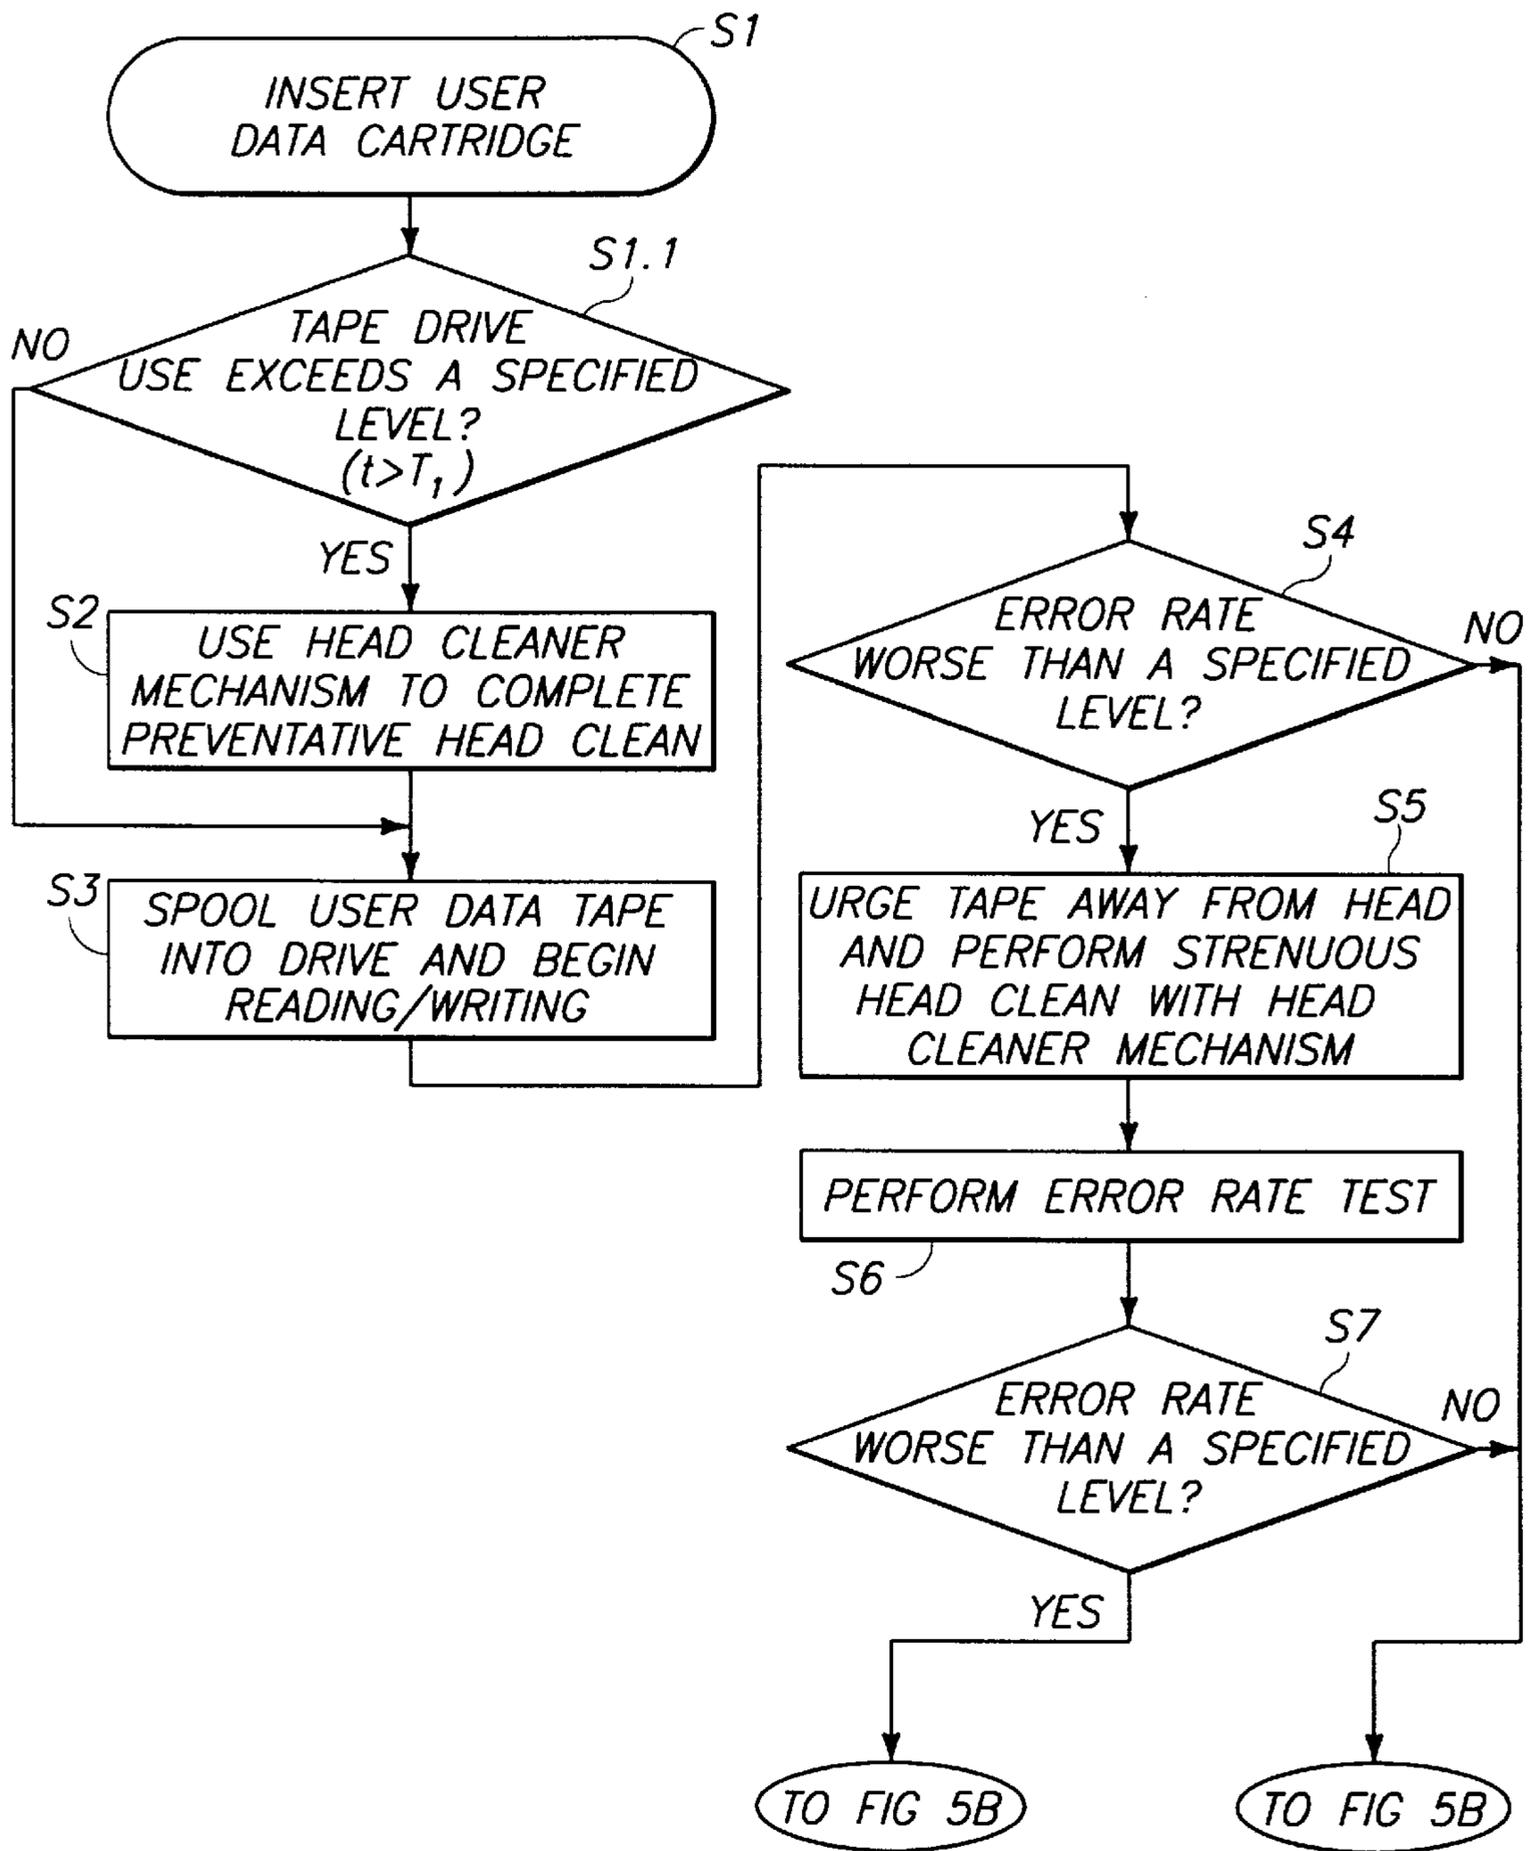 S1
INSERT USER
DATA CARTRIDGE
S1.1
TAPE DRIVE
USE EXCEEDS A SPECIFIED
LEVEL?
(t>T1)
NO
YES
S2
USE HEAD CLEANER
MECHANISM TO COMPLETE
PREVENTATIVE HEAD CLEAN
S3
SPOOL USER DATA TAPE
INTO DRIVE AND BEGIN
READING/WRITING
S4
ERROR RATE
WORSE THAN A SPECIFIED
LEVEL?
NO
YES
S5
URGE TAPE AWAY FROM HEAD
AND PERFORM STRENUOUS
HEAD CLEAN WITH HEAD
CLEANER MECHANISM
PERFORM ERROR RATE TEST
S6
S7
ERROR RATE
WORSE THAN A SPECIFIED
LEVEL?
NO
YES
TO FIG 5B
TO FIG 5B